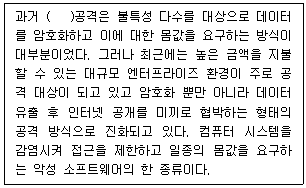 과거 (   )공격은 불특성 다수를 대상으로 데이터
를 암호화하고 이에 대한 몸값을 요구하는 방식이
대부분이었다. 그러나 최근에는 높은 금액을 지불
할 수 있는 대규모 엔터프라이즈 환경이 주로 공
격 대상이 되고 있고 암호화 뿐만 아니라 데이터
유출 후 인터넷 공개를 미끼로 협박하는 형태의
공격 방식으로 진화되고 있다. 컴퓨터 시스템을
감염시켜 접근을 제한하고 일종의 몸값을 요구하
는 악성 소프트웨어의 한 종류이다.